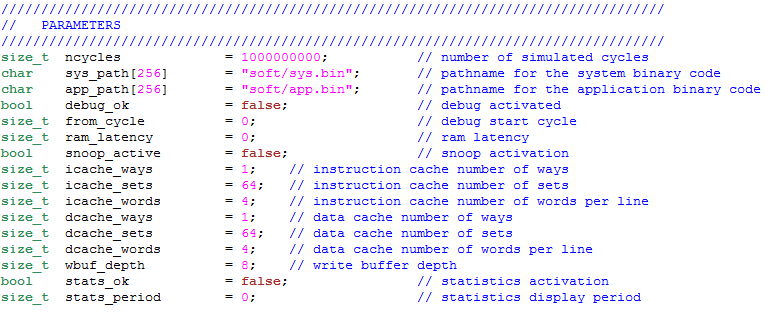 ///////////////////////////////////////////////////////////////////////////////////
//   PARAMETERS
///////////////////////////////////////////////////////////////////////////////////
size_t  ncycles             = 1000000000;           // number of simulated cycles
char    sys_path[256]       = "soft/sys.bin";       // pathname for the system binary code
char    app_path[256]       = "soft/app.bin";       // pathname for the application binary code
bool    debug_ok            = false;                // debug activated
size_t  from_cycle          = 0;                    // debug start cycle
size_t  ram_latency         = 0;                    // ram latency
bool    snoop_active        = false;                // snoop activation
size_t  icache_ways         = 1;    // instruction cache number of ways
size_t  icache_sets         = 64;   // instruction cache number of sets
size_t  icache_words        = 4;    // instruction cache number of words per line
size_t  dcache_ways         = 1;    // data cache number of ways
size_t  dcache_sets         = 64;   // data cache number of sets
size_t  dcache_words        = 4;    // data cache number of words per line
size_t  wbuf_depth          = 8;    // write buffer depth
bool    stats_ok            = false;                // statistics activation
size_t  stats_period        = 0;                    // statistics display period